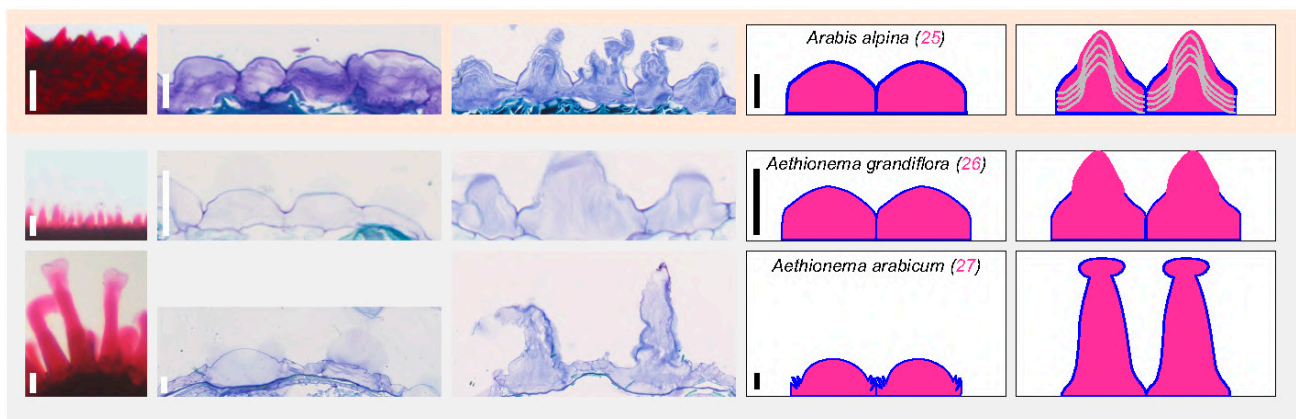 Arabis alpina (25)
Aethionema grandiflora (26)
Aethionema arabicum (27)